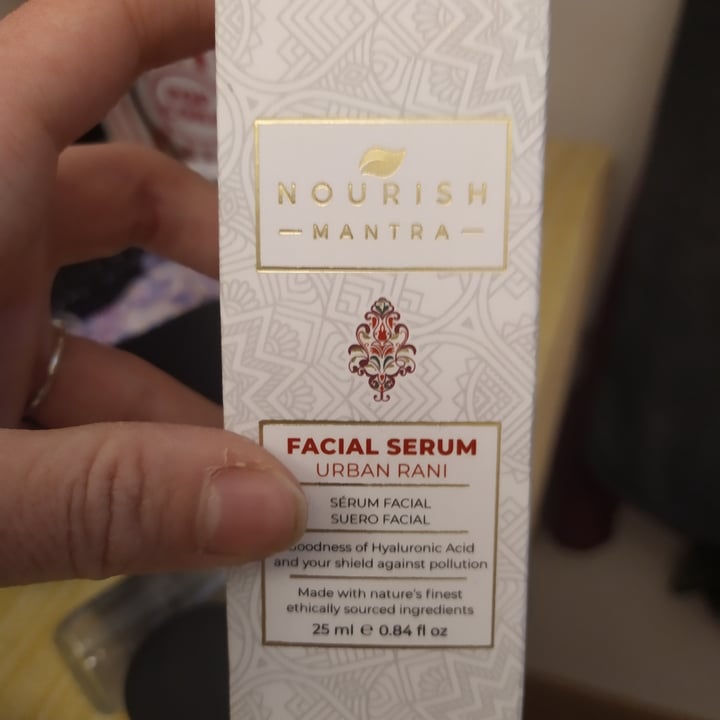 NOURISH
MANTRA
FACIAL SERUM
URBAN RANI
SÉRUM FACIAL
SUERO FACIAL
of Hyaluronic Acid
and your shield against pollution
Made with nature's finest
ethically sourced ingredients
25 ml ℮ 0.84 fl oz